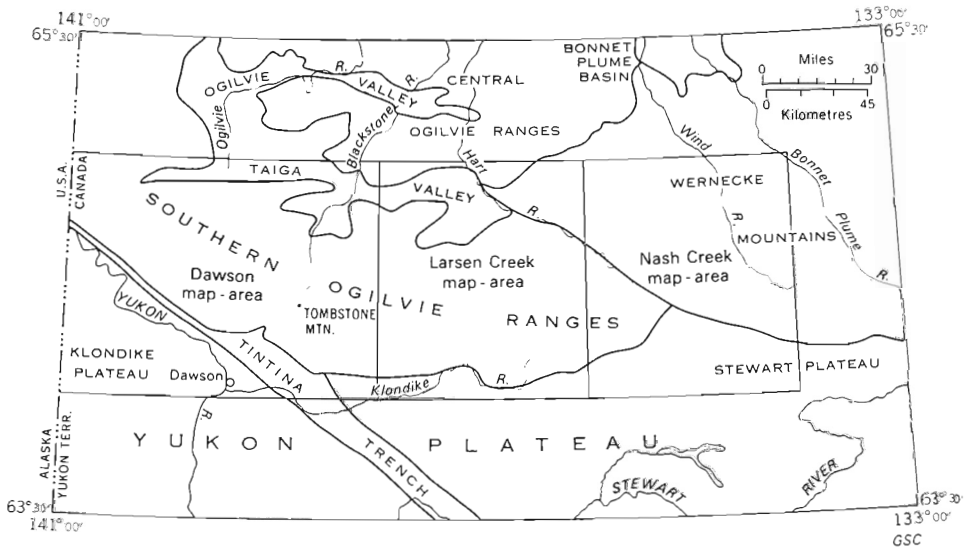 141°00'
65°30'
133°00'
65°30'
BONNET
PLUME
BASIN
Miles
0 30
0 45
Kilometres
OGILVIE
R.
VALLEY
R.
CENTRAL
OGILVIE RANGES
Ogilvie
Blackstone
Hart
R.
Wind
R.
Bonnet
Plume
R.
U.S.A.
CANADA
TAIGA
VALLEY
WERNECKE
MOUNTAINS
SOUTHERN
OGILVIE
RANGES
Dawson
map-area
Larsen Creek
map-area
Nash Creek
map-area
TOMBSTONE
MTN.
YUKON
R.
KLONDIKE
PLATEAU
Dawson
TINTINA
TRENCH
Klondike
R.
STEWART PLATEAU
YUKON PLATEAU
ALASKA
YUKON TERR.
STEWART
RIVER
63°30'
141°00'
63°30'
133°00'
GSC